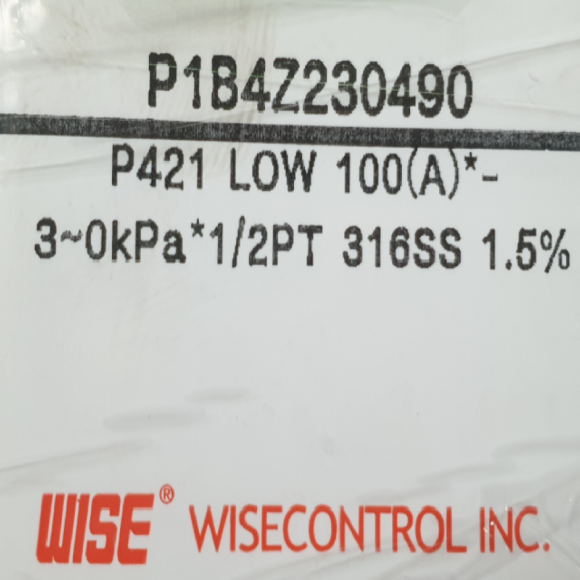 P1B4Z230490
P421 LOW 100(A)*-
3~0kPa*1/2PT 316SS 1.5%
WISE® WISECONTROL INC.